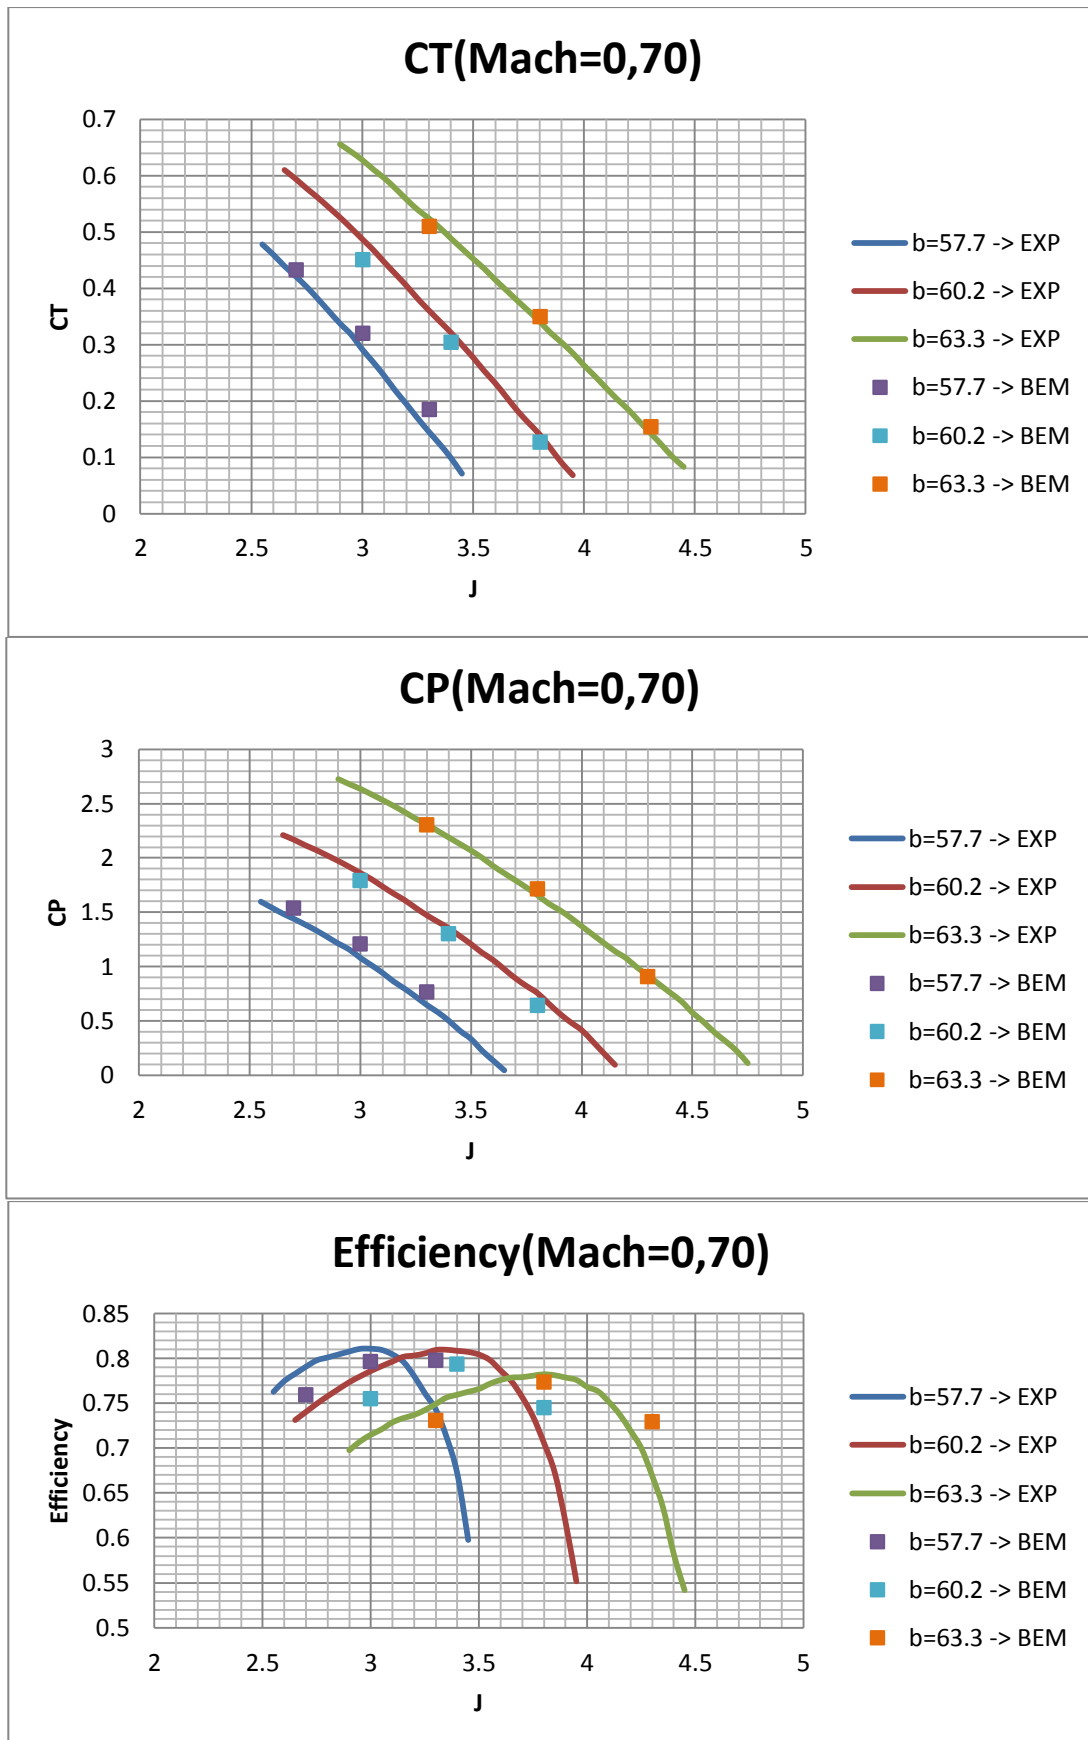 CT(Mach=0,70)
0.7
0.6
0.5
0.4
0.3
0.2
0.1
0
CT
2 2.5 3 3.5 4 4.5 5
J
b=57.7 -> EXP
b=60.2 -> EXP
b=63.3 -> EXP
b=57.7 -> BEM
b=60.2 -> BEM
b=63.3 -> BEM
CP(Mach=0,70)
3
2.5
2
1.5
1
0.5
0
CP
2 2.5 3 3.5 4 4.5 5
J
b=57.7 -> EXP
b=60.2 -> EXP
b=63.3 -> EXP
b=57.7 -> BEM
b=60.2 -> BEM
b=63.3 -> BEM
Efficiency(Mach=0,70)
0.85
0.8
0.75
0.7
0.65
0.6
0.55
0.5
Efficiency
2 2.5 3 3.5 4 4.5 5
J
b=57.7 -> EXP
b=60.2 -> EXP
b=63.3 -> EXP
b=57.7 -> BEM
b=60.2 -> BEM
b=63.3 -> BEM